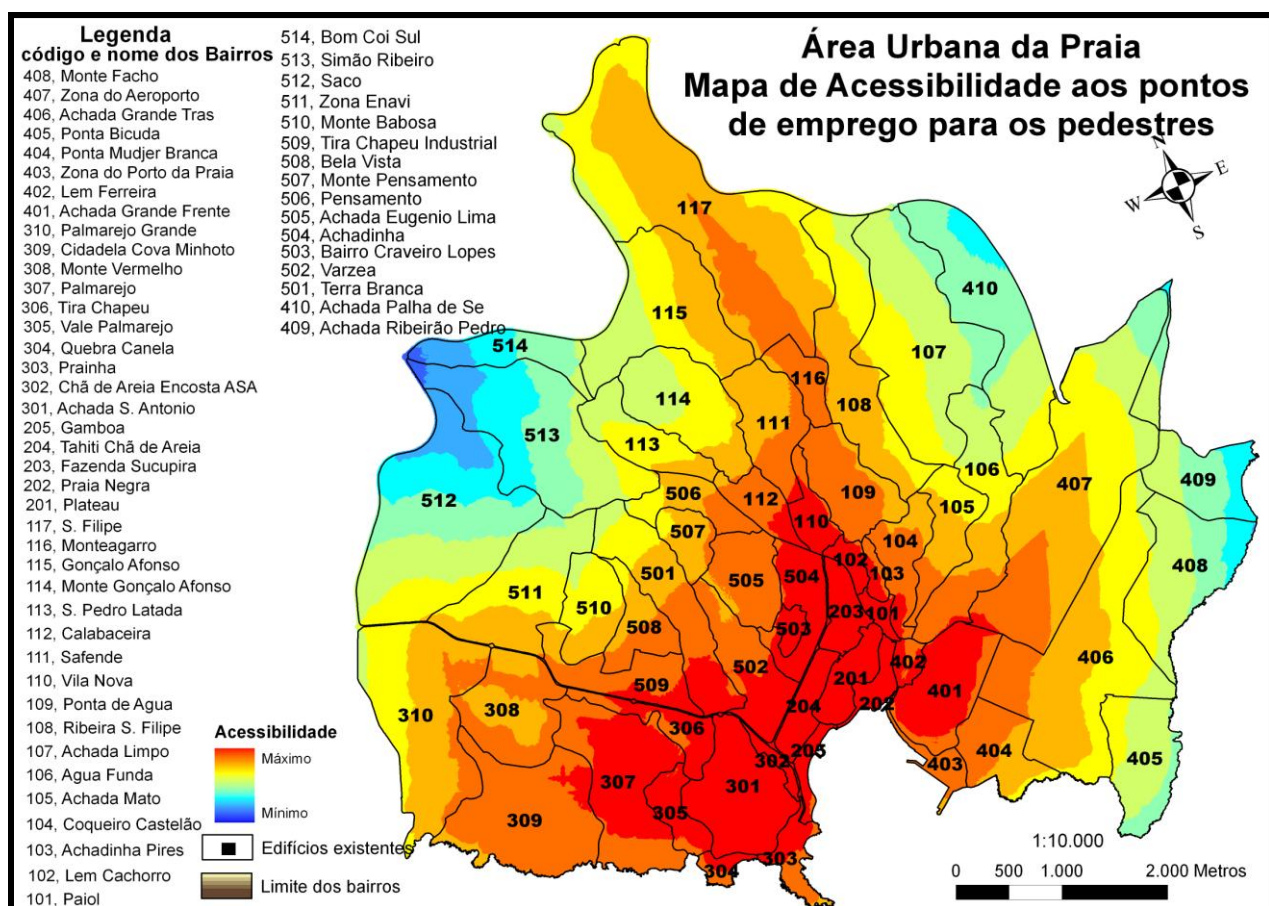 Legenda
código e nome dos Bairros
408, Monte Facho
407, Zona do Aeroporto
406, Achada Grande Tras
405, Ponta Bicuda
404, Ponta Mudjer Branca
403, Zona do Porto da Praia
402, Lem Ferreira
401, Achada Grande Frente
310, Palmarejo Grande
309, Cidadela Cova Minhoto
308, Monte Vermelho
307, Palmarejo
306, Tira Chapeu
305, Vale Palmarejo
304, Quebra Canela
303, Prainha
302, Chã de Areia Encosta ASA
301, Achada S. Antonio
205, Gamboa
204, Tahiti Chã de Areia
203, Fazenda Sucupira
202, Praia Negra
201, Plateau
117, S. Filipe
116, Monteagarro
115, Gonçalo Afonso
114, Monte Gonçalo Afonso
113, S. Pedro Latada
112, Calabaceira
111, Safende
110, Vila Nova
109, Ponta de Agua
108, Ribeira S. Filipe
107, Achada Limpo
106, Agua Funda
105, Achada Mato
104, Coqueiro Castelão
103, Achadinha Pires
102, Lem Cachorro
101, Paiol
514, Bom Coi Sul
513, Simão Ribeiro
512, Saco
511, Zona Enavi
510, Monte Babosa
509, Tira Chapeu Industrial
508, Bela Vista
507, Monte Pensamento
506, Pensamento
505, Achada Eugenio Lima
504, Achadinha
503, Bairro Craveiro Lopes
502, Varzea
501, Terra Branca
410, Achada Palha de Se
409, Achada Ribeirão Pedro
Acessibilidade
Máximo
Mínimo
Edifícios existentes
Limite dos bairros
Área Urbana da Praia
Mapa de Acessibilidade aos pontos
de emprego para os pedestres
N
E
W
S
117
410
115
107
514
116
114
108
111
513
113
106
407
409
506
112
109
105
512
110
507
104
408
102
501
505
504
103
511
510
203
101
503
508
502
402
406
509
201
401
310
308
204
202
306
205
404
405
307
302
301
403
305
309
303
304
1:10.000
0 500 1.000 2.000 Metros